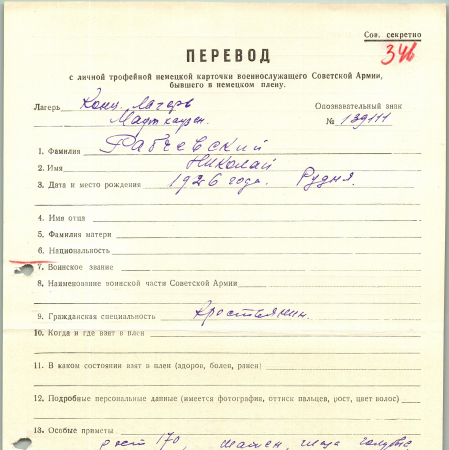 Сов. секретно
346
ПЕРЕВОД
с личной трофейной немецкой карточки военнослужащего Советской Армии,
бывшего в немецком плену.
Лагерь Конц. лагерь Опознавательный знак
Маутхаузен. № 139111
1. Фамилия Рабчевский
2. Имя Николай
3. Дата и место рождения 1926 года. Рудня.
4. Имя отца
5. Фамилия матери
6. Национальность
7. Воинское звание
8. Наименование воинской части Советской Армии
9. Гражданская специальность крестьянин.
10. Когда и где взят в плен
11. В каком состоянии взят в плен (здоров, болен, ранен)
12. Подробные персональные данные (имеется фотография, оттиск пальцев, рост, цвет волос)
13. Особые приметы
рост 170, глаза голубые